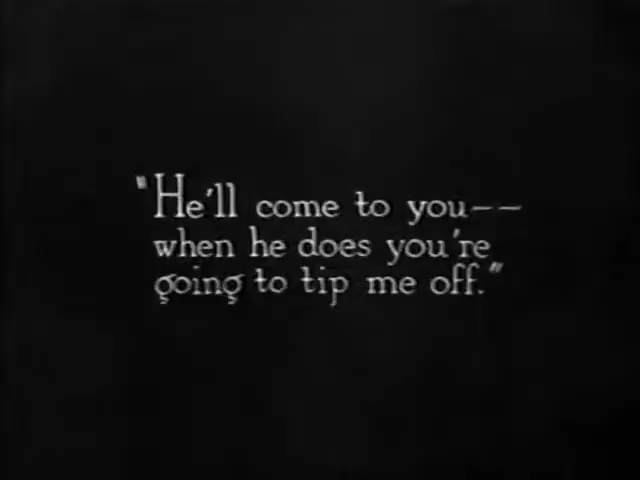 "He'll come to you--
when he does you're
going to tip me off."